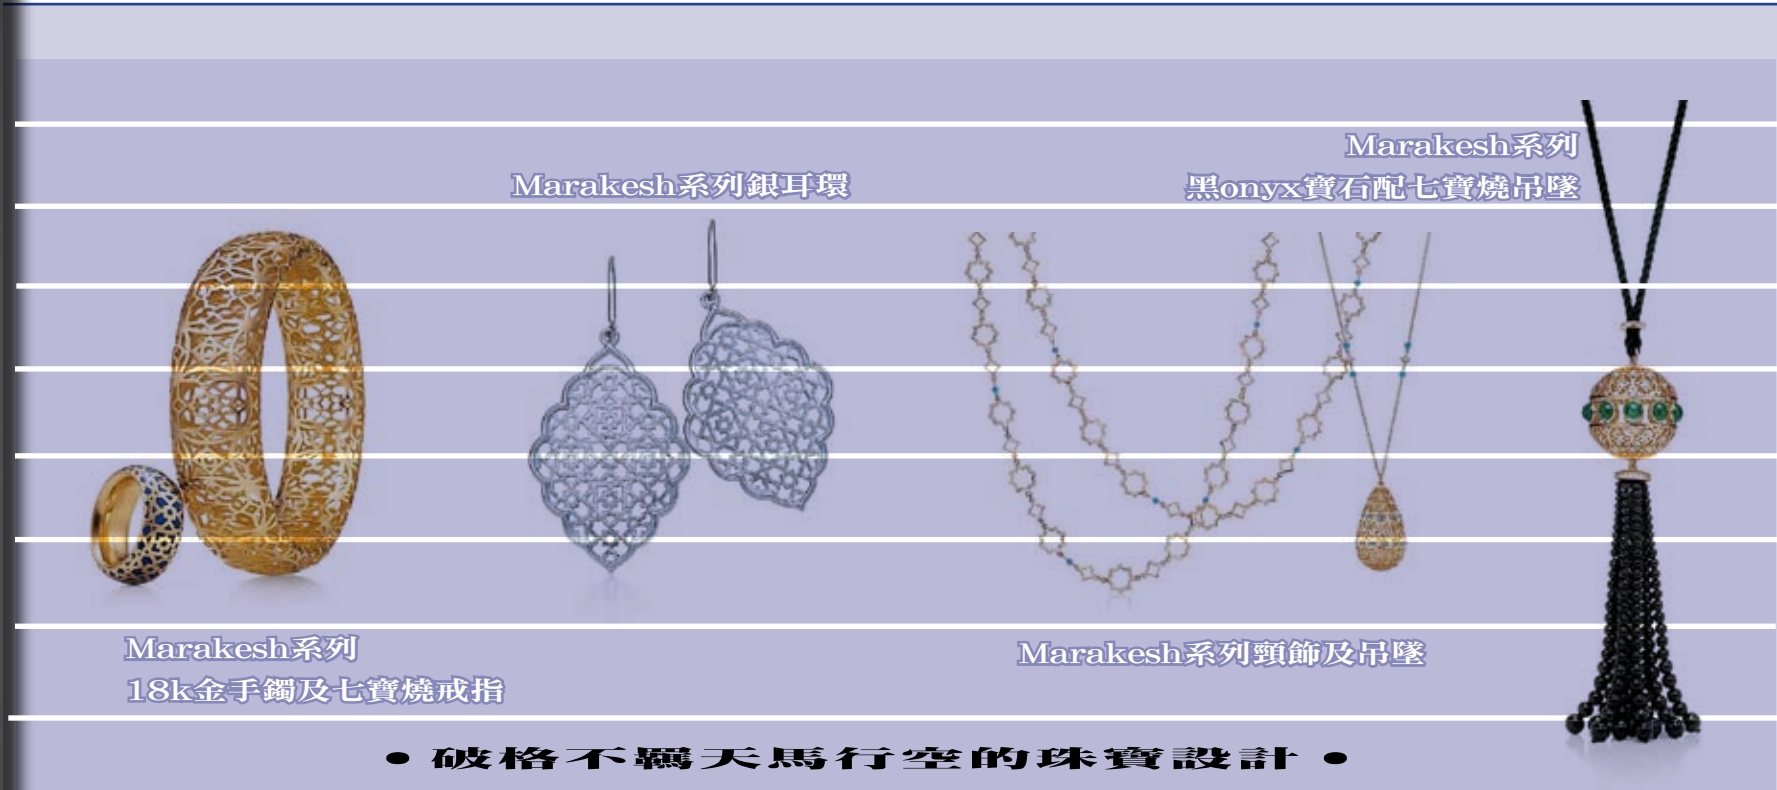 Marakesh系列
黑onyx寶石配七寶燒吊墜
Marakesh系列銀耳環
Marakesh系列
18k金手鐲及七寶燒戒指
Marakesh系列頸飾及吊墜
• 破格不羈天馬行空的珠寶設計 •